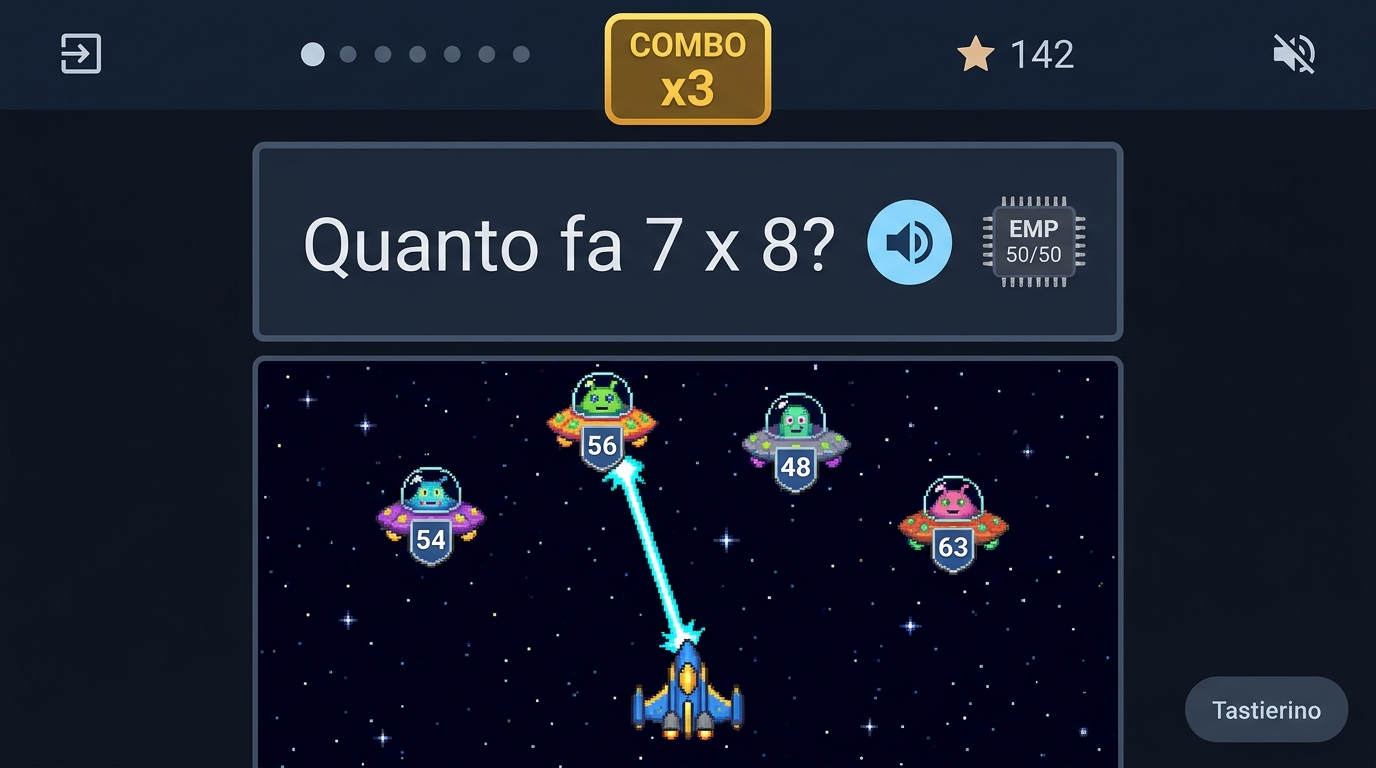 COMBO
x3
142
Quanto fa 7 x 8?
EMP
50/50
56
48
54
63
Tastierino